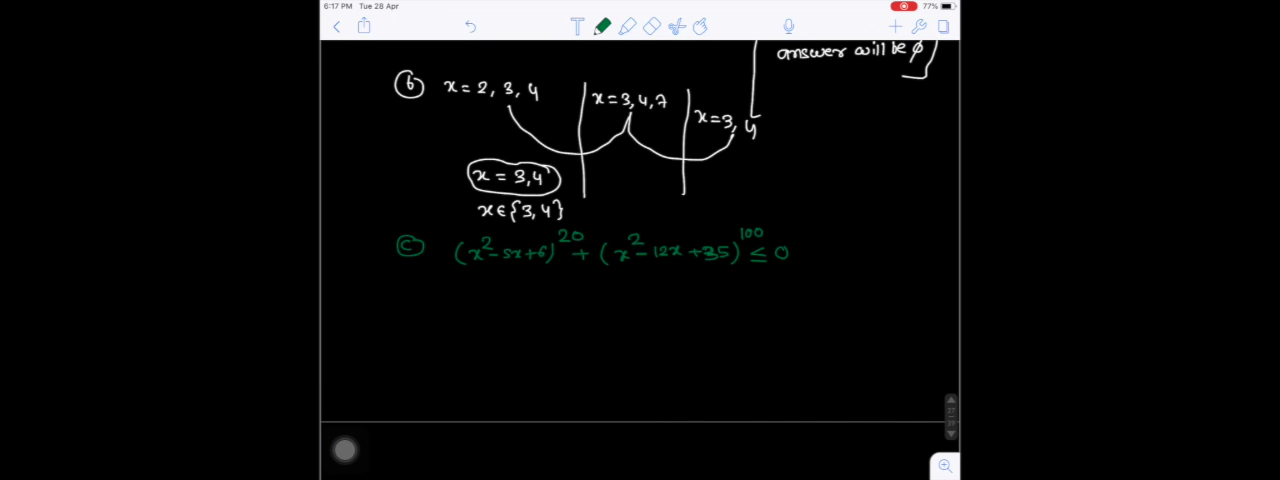 6:17 PM Tue 28 Apr
77%
T
answer will be ϕ
(b) x = 2, 3, 4
x = 3, 4, 7
x = 3, 4
x = 3, 4
x ∈ {3, 4}
(c) (x² - 5x + 6)²⁰ + (x² - 12x + 35)¹⁰⁰ ≤ 0